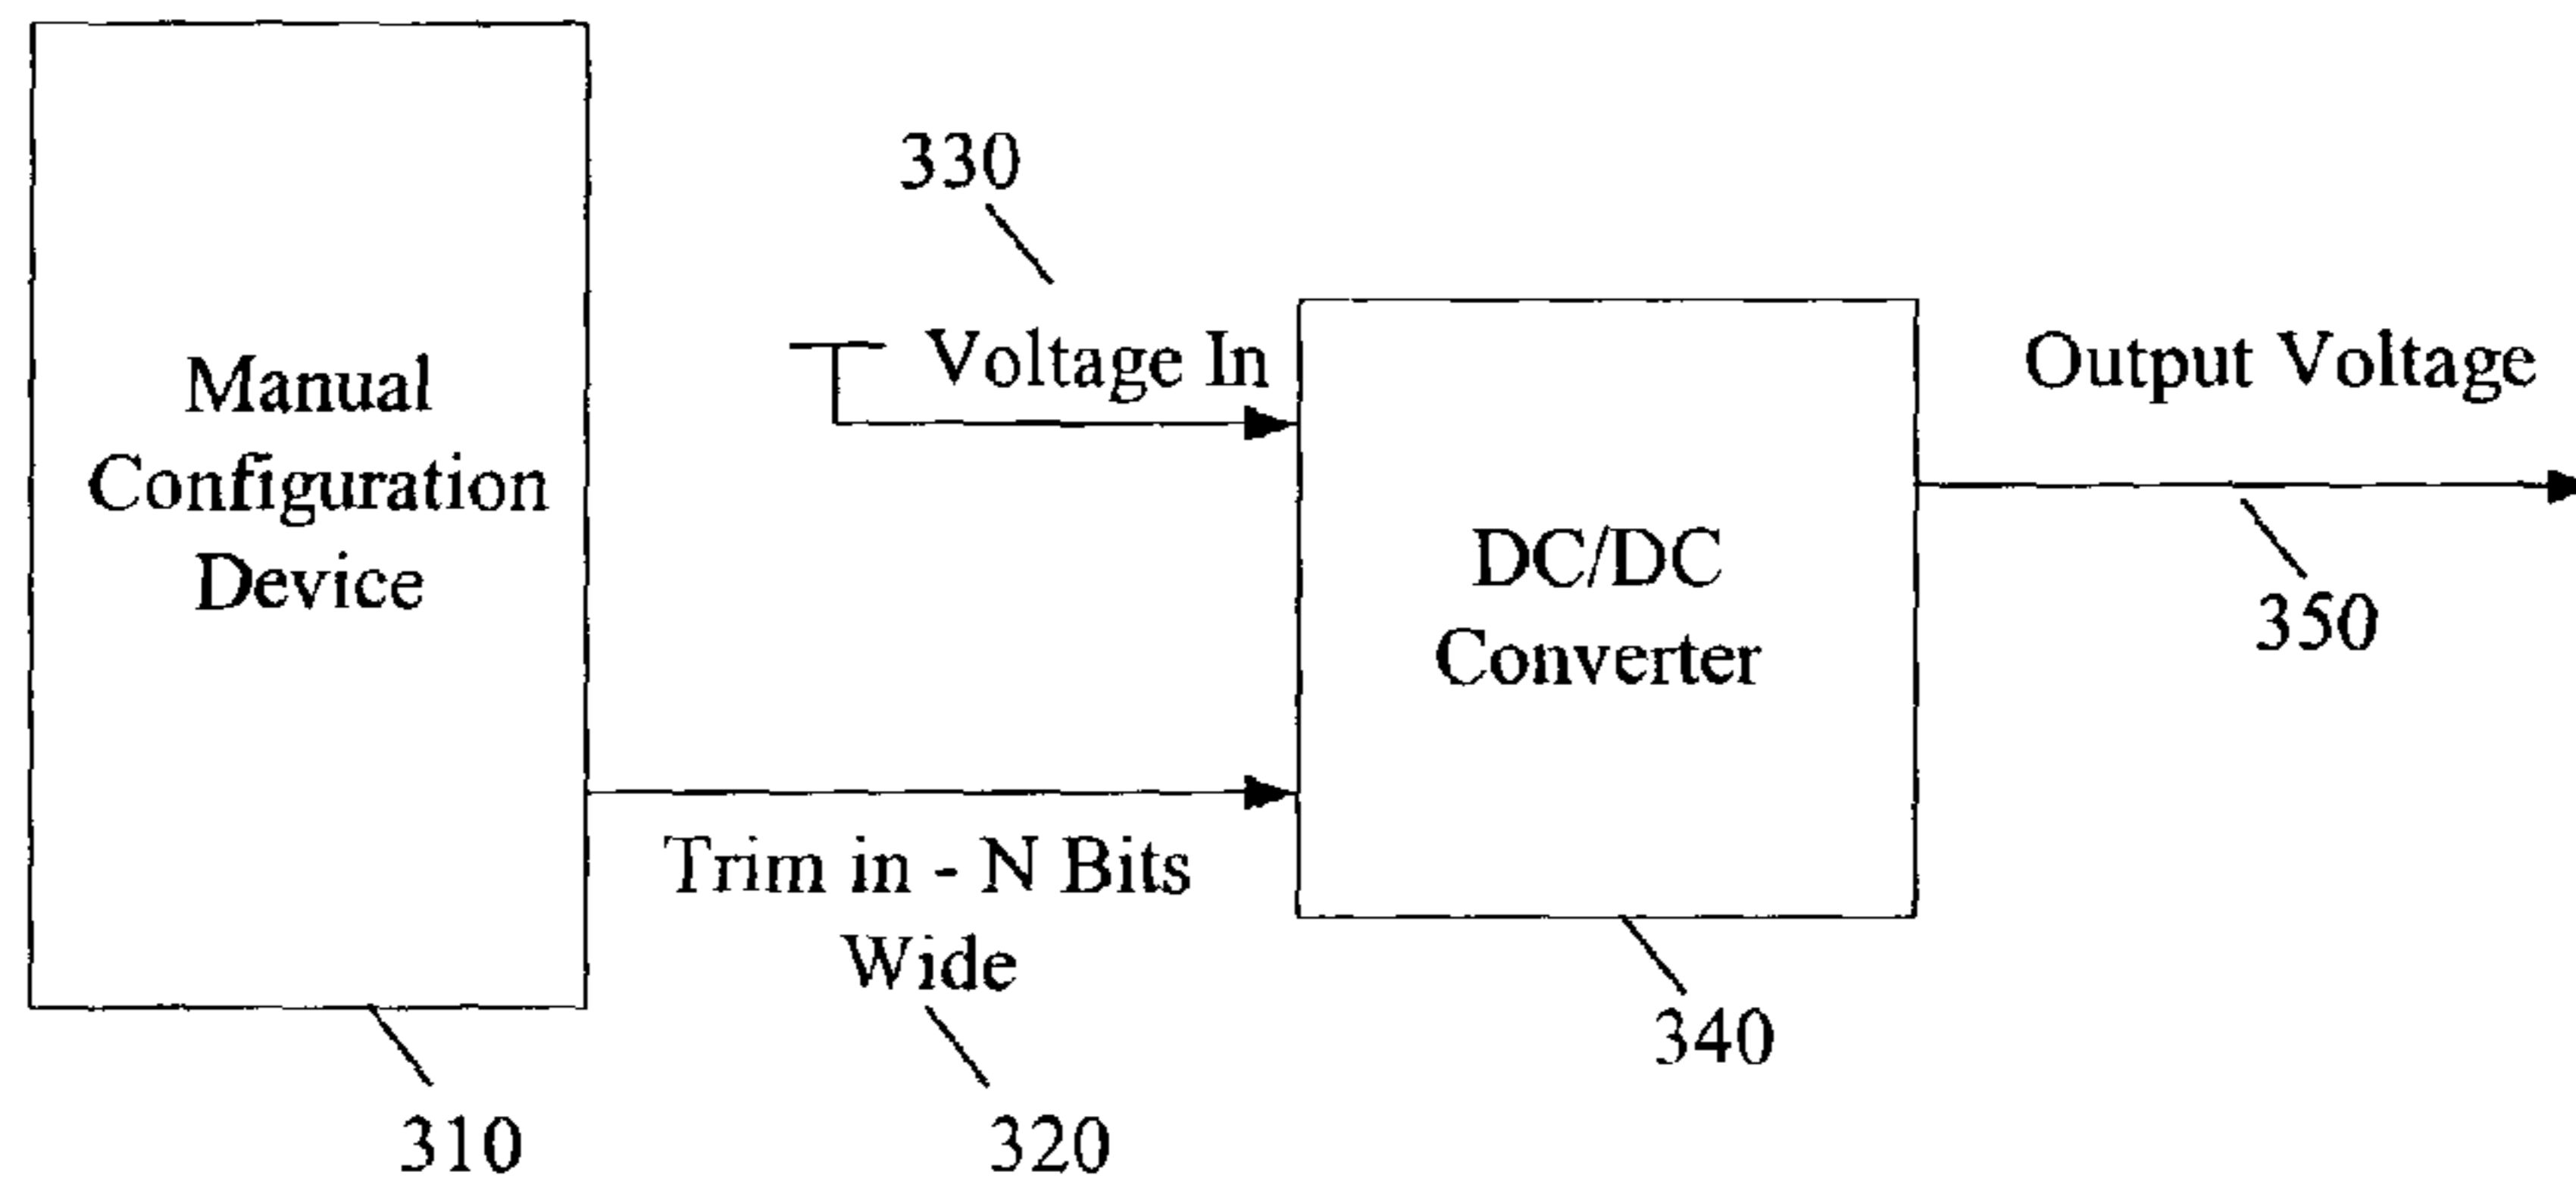 Manual
Configuration
Device
310
330
Voltage In
Trim in - N Bits
Wide
320
DC/DC
Converter
340
Output Voltage
350